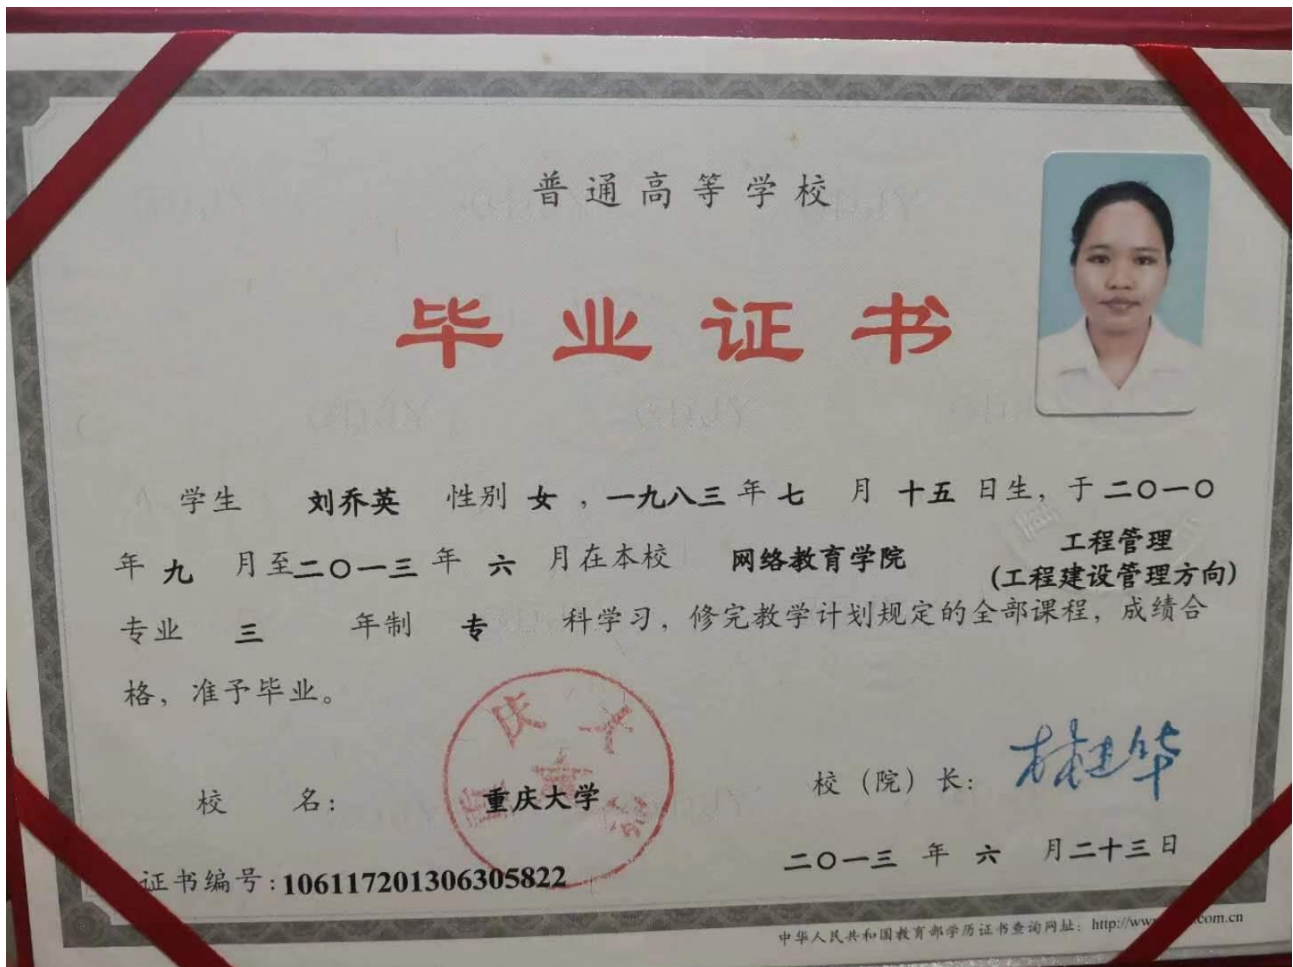 普通高等学校
毕业证书
学生 刘乔英 性别 女 ，一九八三 年 七 月 十五 日生，于 二〇一〇
年 九 月至 二〇一三 年 六 月在本校 网络教育学院 工程管理
(工程建设管理方向)
专业 三 年制 专 科学习，修完教学计划规定的全部课程，成绩合
格，准予毕业。
校 名： 重庆大学
校（院）长：
二〇一三 年 六 月 二十三 日
证书编号：106117201306305822
中华人民共和国教育部学历证书查询网址：http://www .com.cn